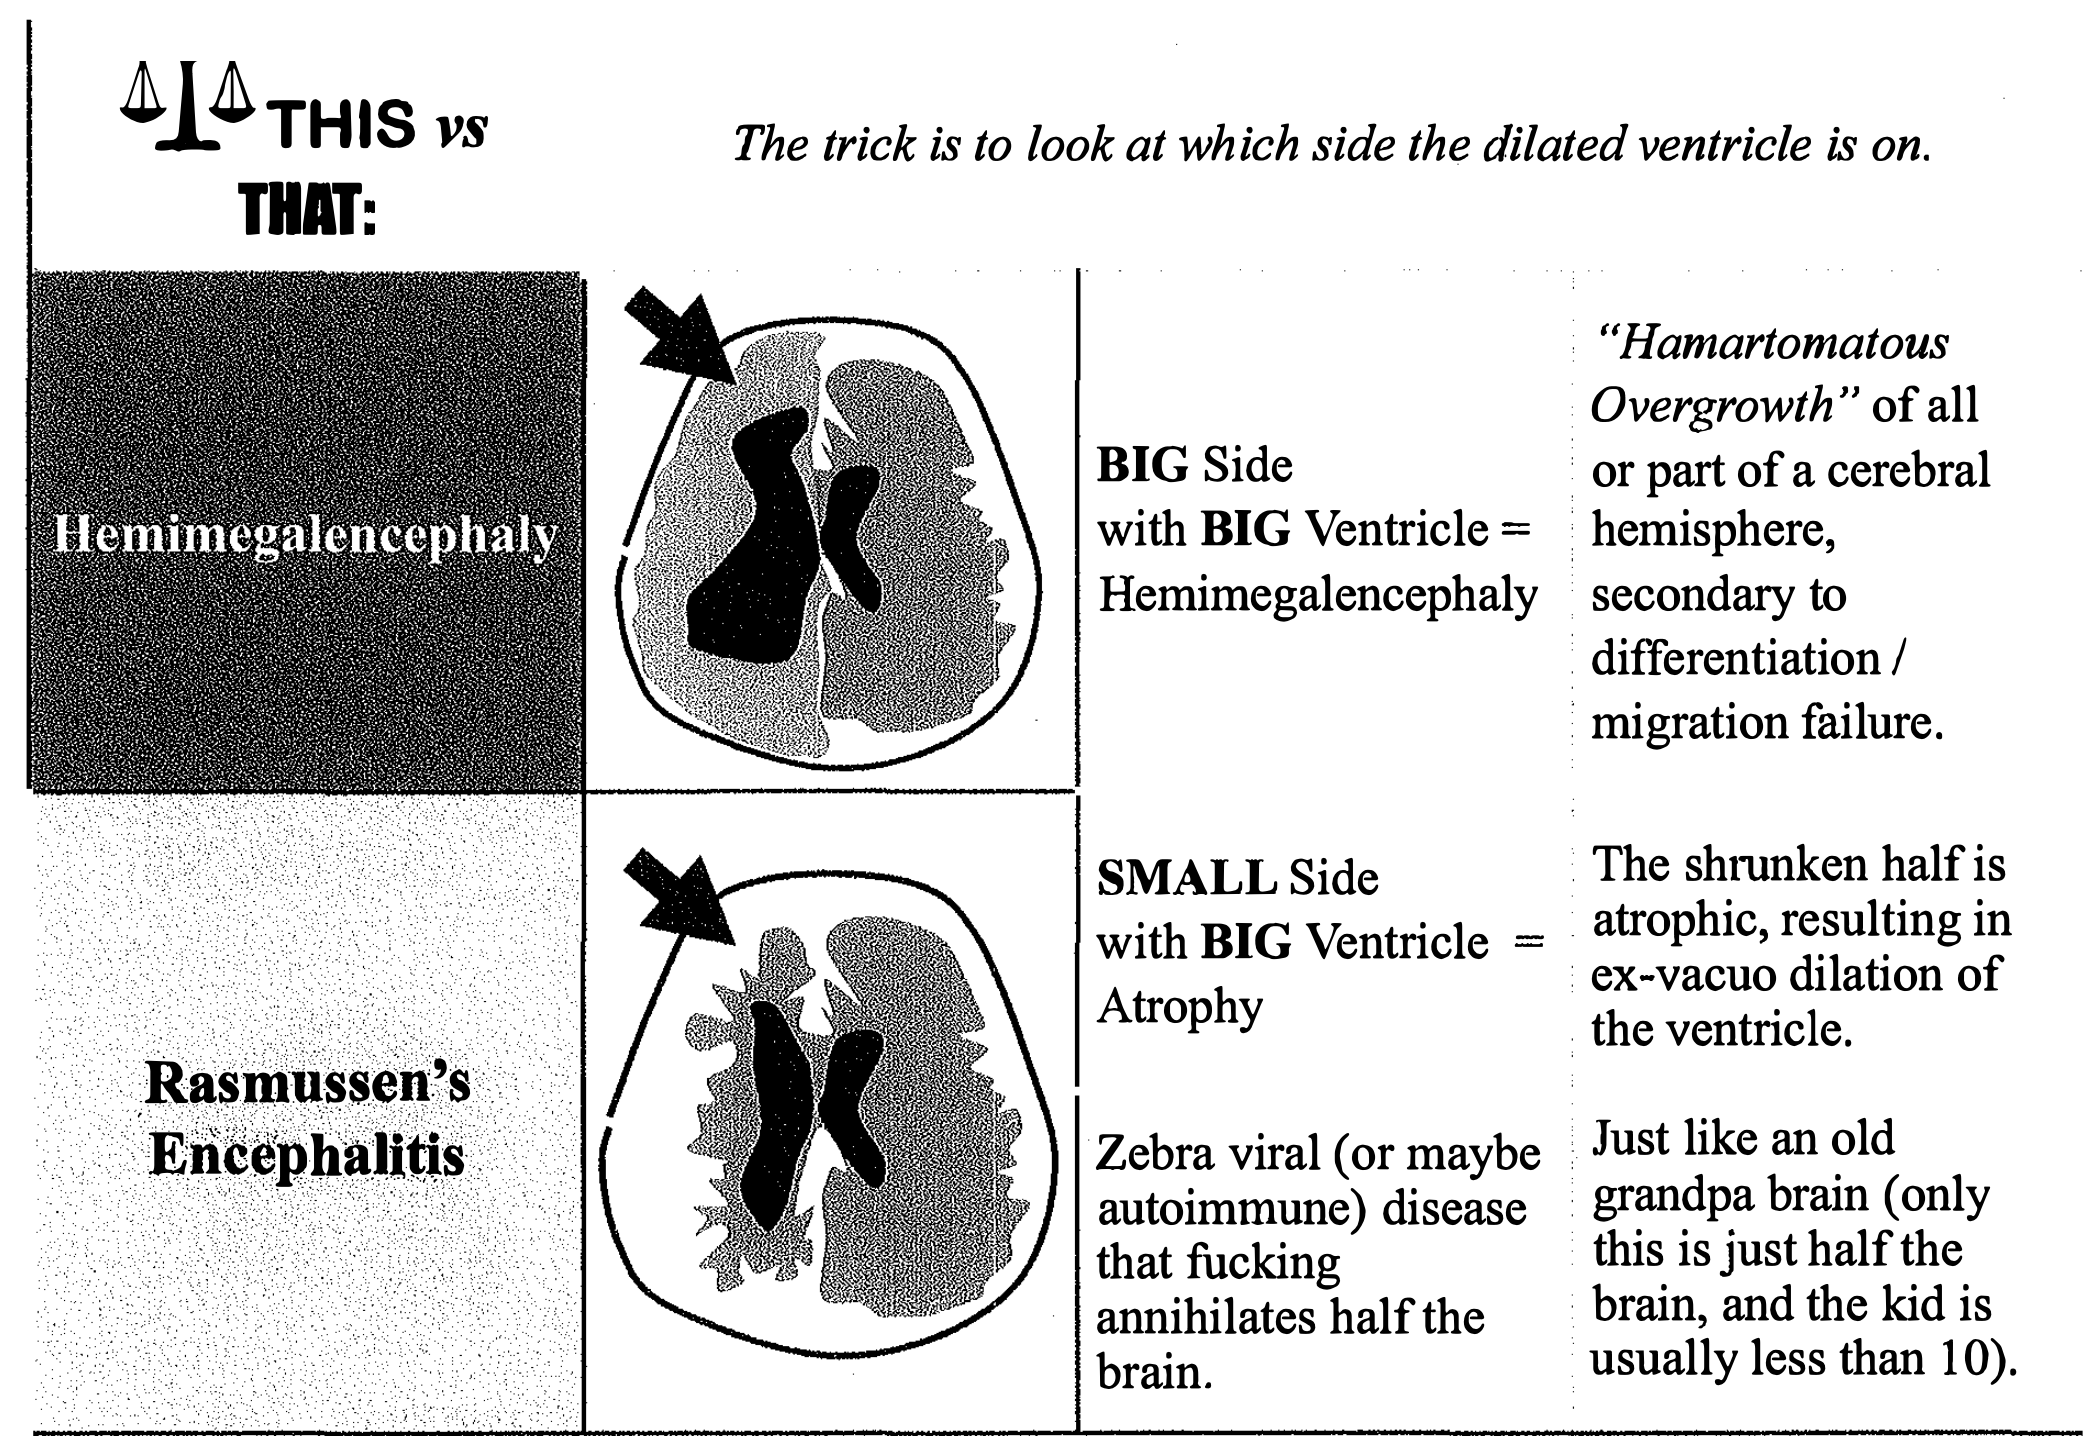 THIS vs
THAT:
The trick is to look at which side the dilated ventricle is on.
Hemimegalencephaly
BIG Side
with BIG Ventricle =
Hemimegalencephaly
“Hamartomatous
Overgrowth” of all
or part of a cerebral
hemisphere,
secondary to
differentiation /
migration failure.
Rasmussen’s
Encephalitis
SMALL Side
with BIG Ventricle =
Atrophy
Zebra viral (or maybe
autoimmune) disease
that fucking
annihilates half the
brain.
The shrunken half is
atrophic, resulting in
ex-vacuo dilation of
the ventricle.
Just like an old
grandpa brain (only
this is just half the
brain, and the kid is
usually less than 10).